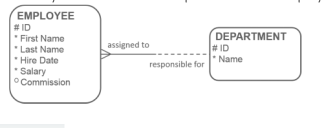 EMPLOYEE
# ID
* First Name
* Last Name
* Hire Date
* Salary
o Commission
assigned to
responsible for
DEPARTMENT
# ID
* Name